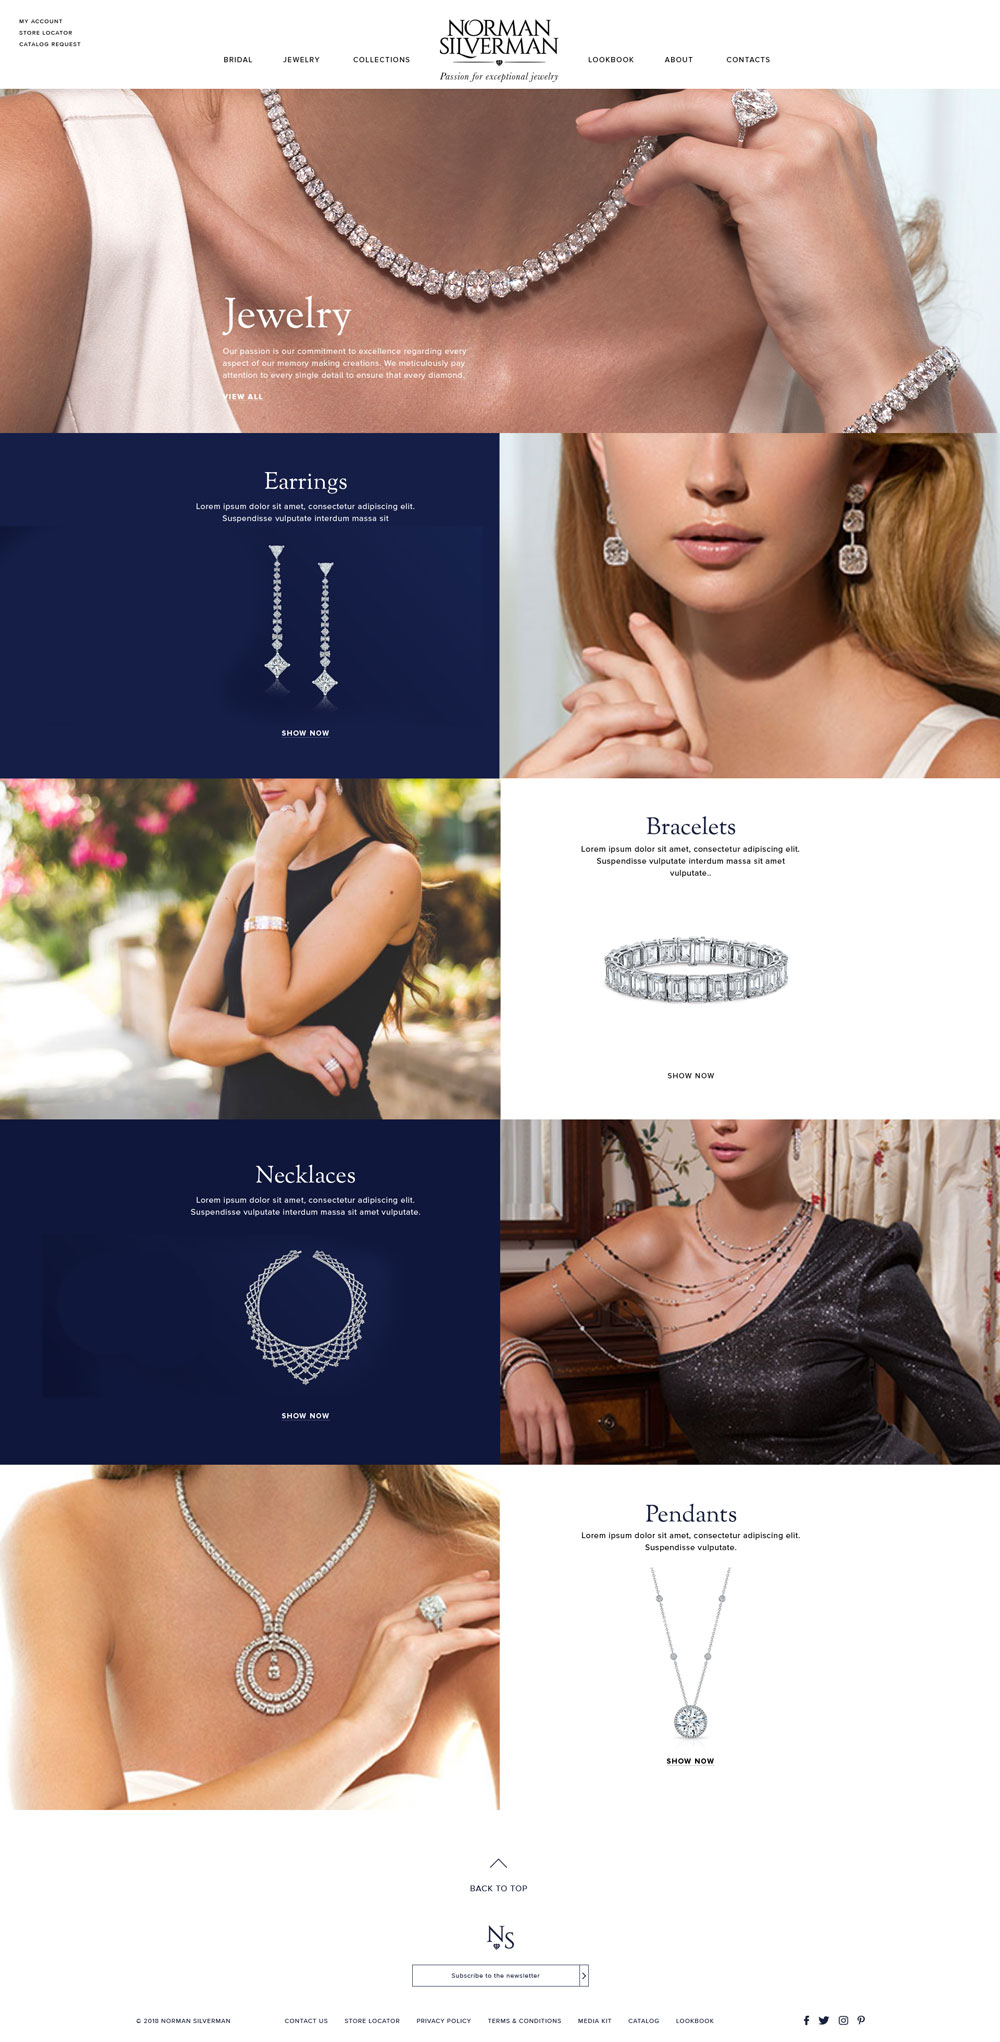 MY ACCOUNT
STORE LOCATOR
CATALOG REQUEST
BRIDAL
JEWELRY
COLLECTIONS
NORMAN
SILVERMAN
Passion for exceptional jewelry
LOOKBOOK
ABOUT
CONTACTS
Jewelry
Our passion is our commitment to excellence regarding every
aspect of our memory making creations. We meticulously pay
attention to every single detail to ensure that every diamond.
VIEW ALL
Earrings
Lorem ipsum dolor sit amet, consectetur adipiscing elit.
Suspendisse vulputate interdum massa sit
SHOW NOW
Bracelets
Lorem ipsum dolor sit amet, consectetur adipiscing elit.
Suspendisse vulputate interdum massa sit amet
vulputate..
SHOW NOW
Necklaces
Lorem ipsum dolor sit amet, consectetur adipiscing elit.
Suspendisse vulputate interdum massa sit amet vulputate.
SHOW NOW
Pendants
Lorem ipsum dolor sit amet, consectetur adipiscing elit.
Suspendisse vulputate.
SHOW NOW
BACK TO TOP
NS
Subscribe to the newsletter
© 2018 NORMAN SILVERMAN
CONTACT US
STORE LOCATOR
PRIVACY POLICY
TERMS & CONDITIONS
MEDIA KIT
CATALOG
LOOKBOOK